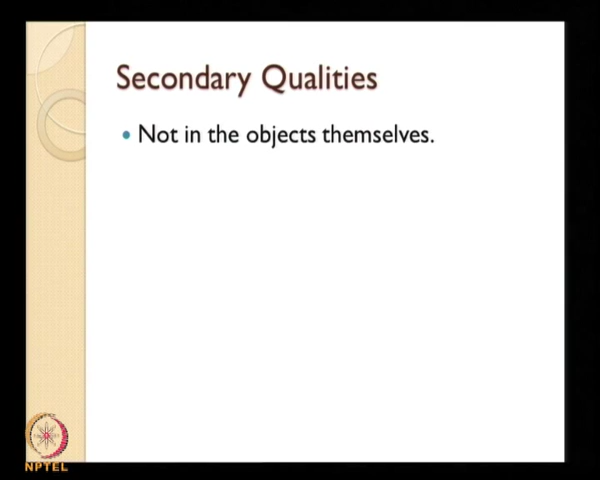 Secondary Qualities
• Not in the objects themselves.
NPTEL